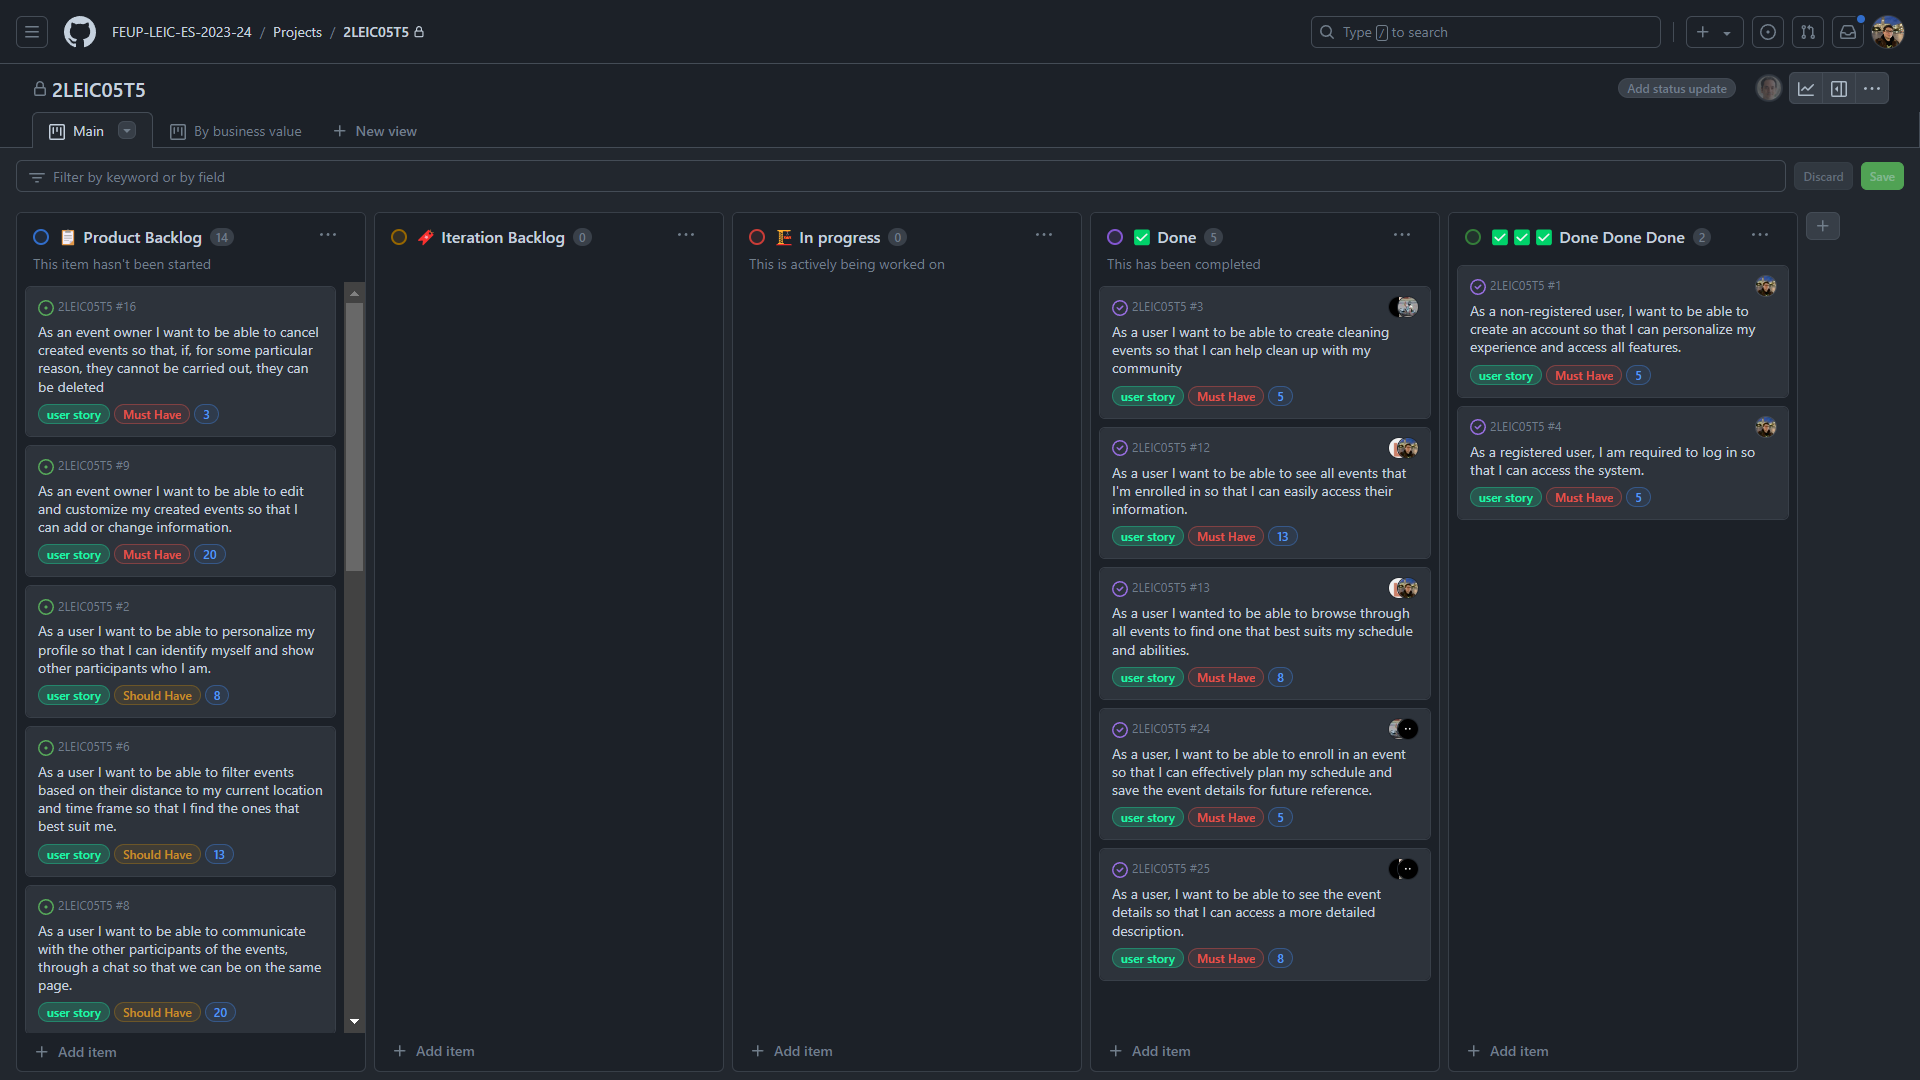 FEUP-LEIC-ES-2023-24 / Projects / 2LEIC05T5
Type / to search
2LEIC05T5
Add status update
Main
By business value
New view
Filter by keyword or by field
Discard
Save
Product Backlog 14
This item hasn't been started
2LEIC05T5 #16
As an event owner I want to be able to cancel
created events so that, if, for some particular
reason, they cannot be carried out, they can
be deleted
user story Must Have 3
2LEIC05T5 #9
As an event owner I want to be able to edit
and customize my created events so that I
can add or change information.
user story Must Have 20
2LEIC05T5 #2
As a user I want to be able to personalize my
profile so that I can identify myself and show
other participants who I am.
user story Should Have 8
2LEIC05T5 #6
As a user I want to be able to filter events
based on their distance to my current location
and time frame so that I find the ones that
best suit me.
user story Should Have 13
2LEIC05T5 #8
As a user I want to be able to communicate
with the other participants of the events,
through a chat so that we can be on the same
page.
user story Should Have 20
Add item
Iteration Backlog 0
Add item
In progress 0
This is actively being worked on
Add item
Done 5
This has been completed
2LEIC05T5 #3
As a user I want to be able to create cleaning
events so that I can help clean up with my
community
user story Must Have 5
2LEIC05T5 #12
As a user I want to be able to see all events that
I'm enrolled in so that I can easily access their
information.
user story Must Have 13
2LEIC05T5 #13
As a user I wanted to be able to browse through
all events to find one that best suits my schedule
and abilities.
user story Must Have 8
2LEIC05T5 #24
As a user, I want to be able to enroll in an event
so that I can effectively plan my schedule and
save the event details for future reference.
user story Must Have 5
2LEIC05T5 #25
As a user, I want to be able to see the event
details so that I can access a more detailed
description.
user story Must Have 8
Add item
Done Done Done 2
2LEIC05T5 #1
As a non-registered user, I want to be able to
create an account so that I can personalize my
experience and access all features.
user story Must Have 5
2LEIC05T5 #4
As a registered user, I am required to log in so
that I can access the system.
user story Must Have 5
Add item